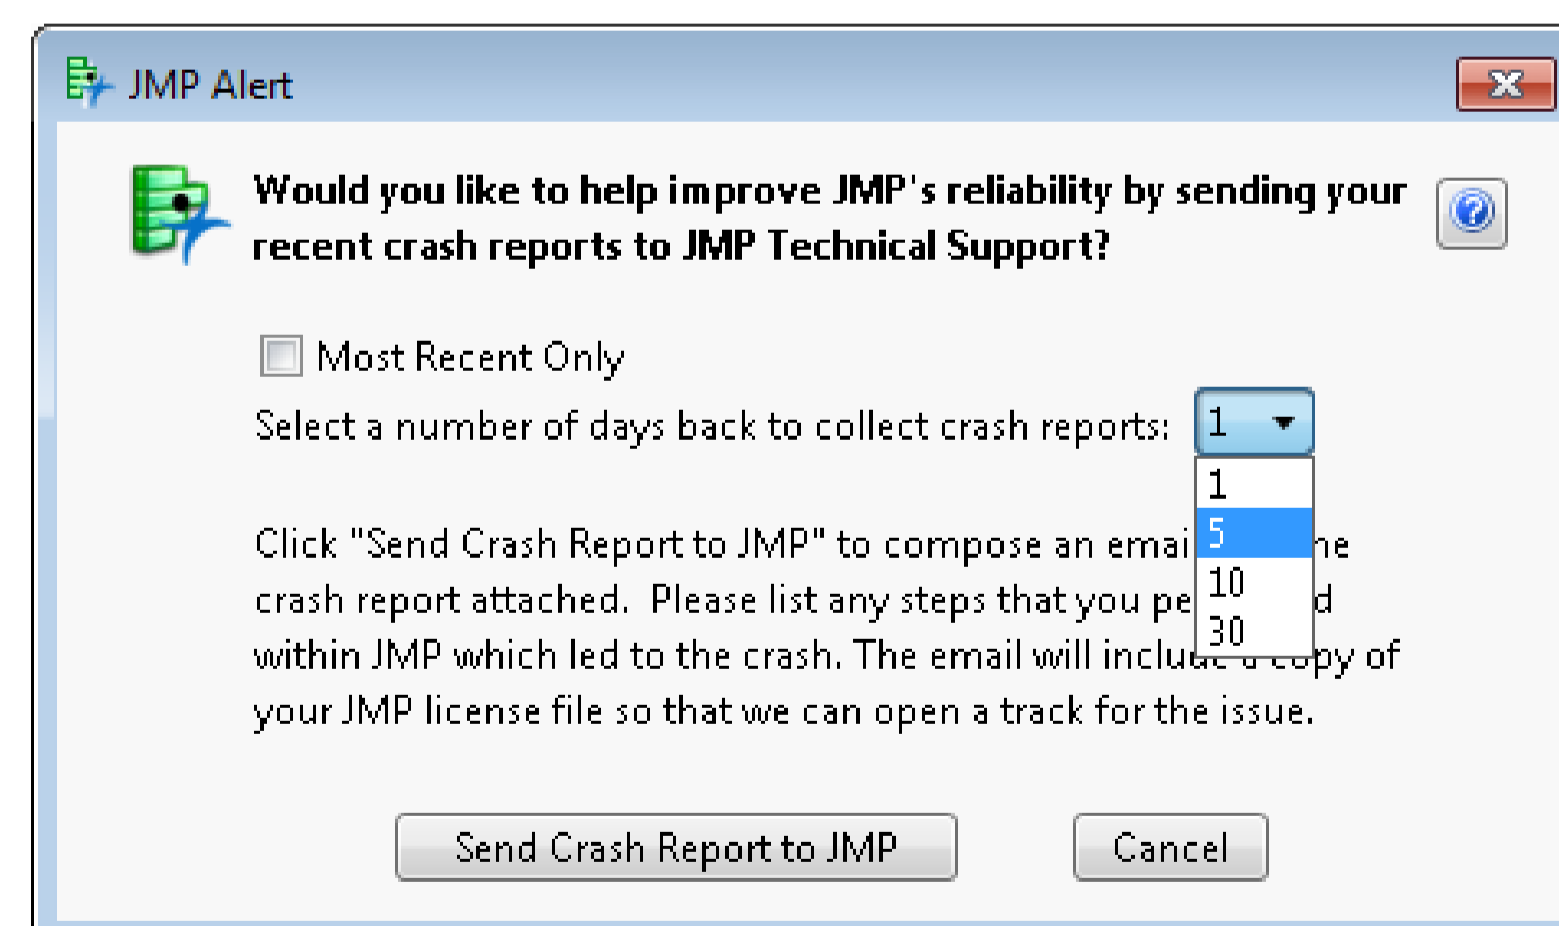 JMP Alert
Would you like to help improve JMP's reliability by sending your
recent crash reports to JMP Technical Support?
Most Recent Only
Select a number of days back to collect crash reports: 1
1
5
10
30
Click "Send Crash Report to JMP" to compose an emai ne
crash report attached.  Please list any steps that you pe d
within JMP which led to the crash. The email will include a copy of
your JMP license file so that we can open a track for the issue.
Send Crash Report to JMP
Cancel